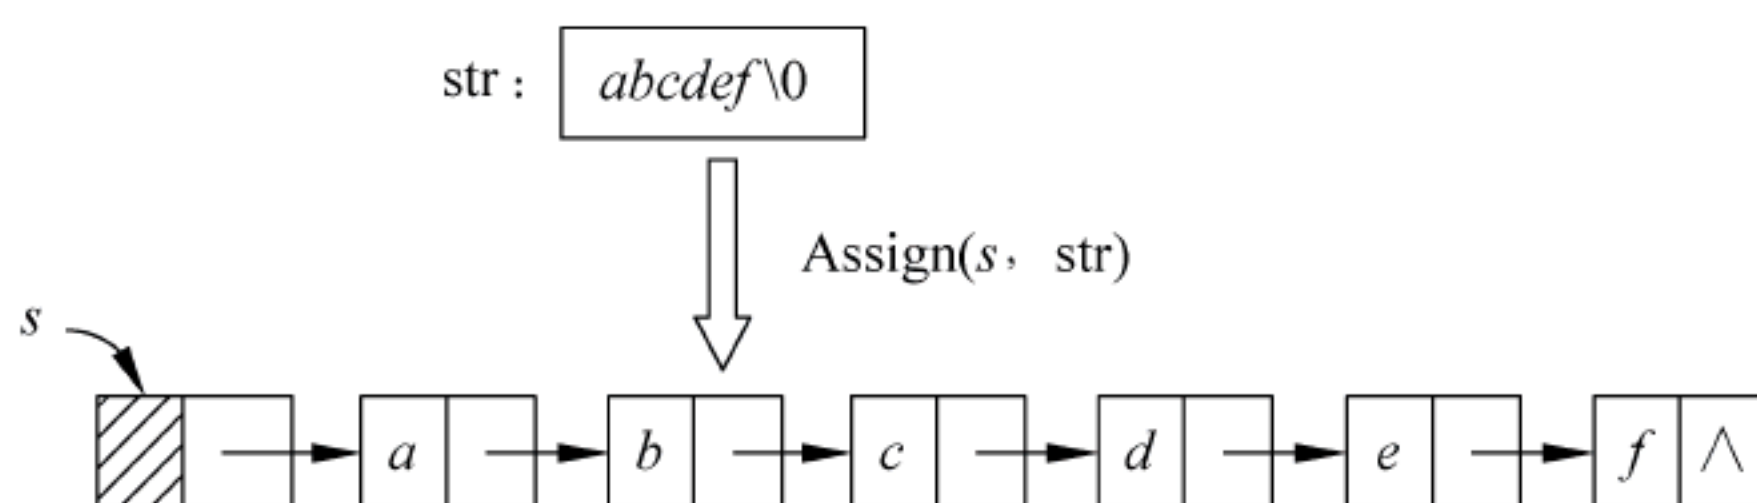 str： abcdef\0
Assign(s， str)
s
a b c d e f ∧